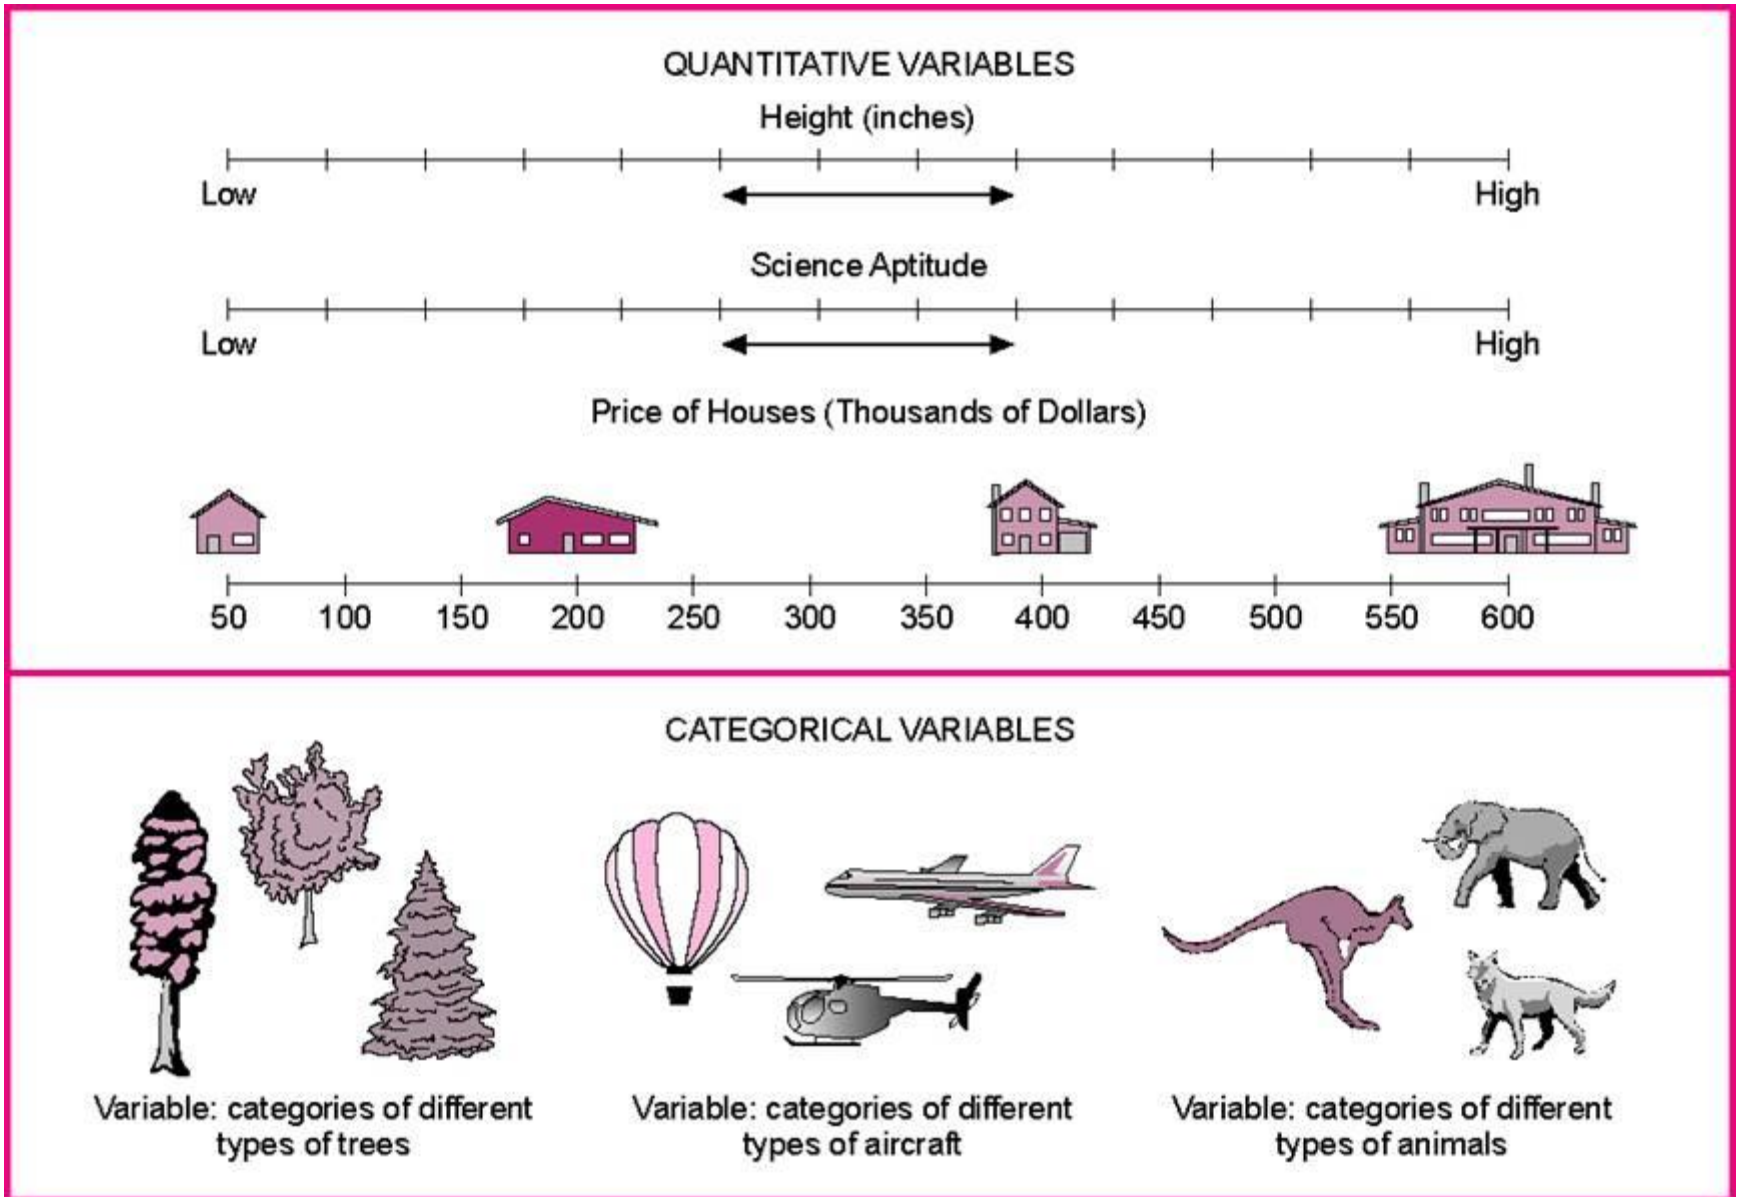 QUANTITATIVE VARIABLES
Height (inches)
Low High
Science Aptitude
Low High
Price of Houses (Thousands of Dollars)
50 100 150 200 250 300 350 400 450 500 550 600
CATEGORICAL VARIABLES
Variable: categories of different
types of trees
Variable: categories of different
types of aircraft
Variable: categories of different
types of animals